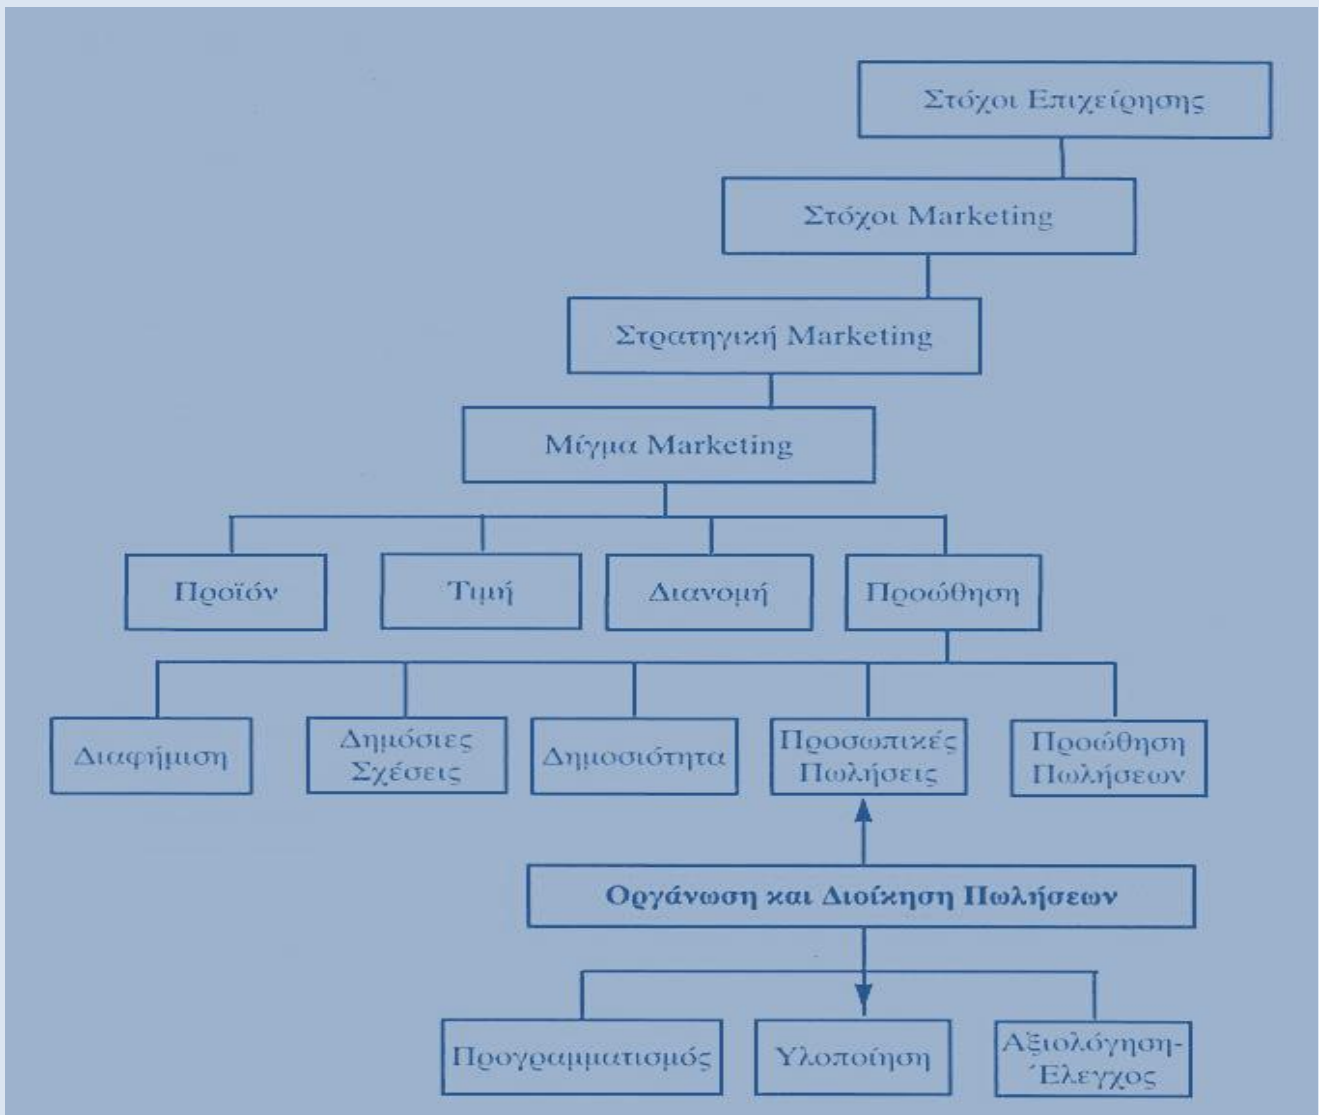 Στόχοι Επιχείρησης
Στόχοι Marketing
Στρατηγική Marketing
Μίγμα Marketing
Προϊόν
Τιμή
Διανομή
Προώθηση
Διαφήμιση
Δημόσιες
Σχέσεις
Δημοσιότητα
Προσωπικές
Πωλήσεις
Προώθηση
Πωλήσεων
Οργάνωση και Διοίκηση Πωλήσεων
Προγραμματισμός
Υλοποίηση
Αξιολόγηση-
Έλεγχος